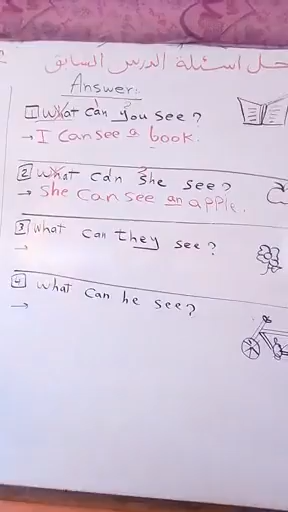 حل اسئلة الدرس السابق
Answer:
1 What can you see?
→ I can see a book.
2 What can she see?
→ She can see an apple.
3 what can they see?
→
4 what can he see?
→